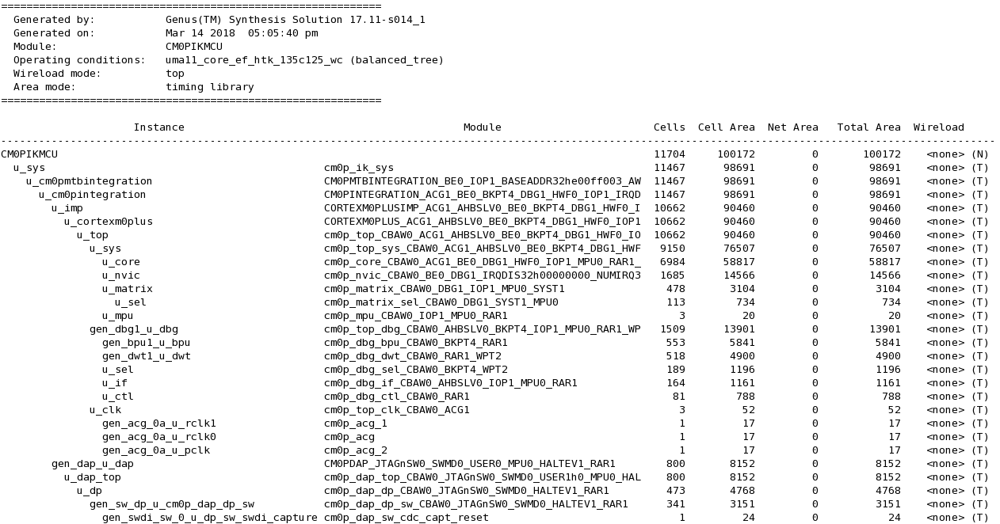 ============================================================
  Generated by:           Genus(TM) Synthesis Solution 17.11-s014_1
  Generated on:           Mar 14 2018  05:05:40 pm
  Module:                 CM0PIKMCU
  Operating conditions:   uma11_core_ef_htk_135c125_wc (balanced_tree)
  Wireload mode:          top
  Area mode:              timing library
============================================================
Instance Module Cells Cell Area Net Area Total Area Wireload
-------------------------------------------------------------------------------------------------------------------------------------------------------------
CM0PIKMCU 11704 100172 0 100172 <none> (N)
u_sys cm0p_ik_sys 11467 98691 0 98691 <none> (T)
u_cm0pmtbintegration CM0PMTBINTEGRATION_BE0_IOP1_BASEADDR32he00ff003_AW 11467 98691 0 98691 <none> (T)
u_cm0pintegration CM0PINTEGRATION_ACG1_BE0_BKPT4_DBG1_HWF0_IOP1_IRQD 11467 98691 0 98691 <none> (T)
u_imp CORTEXM0PLUSIMP_ACG1_AHBSLV0_BE0_BKPT4_DBG1_HWF0_I 10662 90460 0 90460 <none> (T)
u_cortexm0plus CORTEXM0PLUS_ACG1_AHBSLV0_BE0_BKPT4_DBG1_HWF0_IOP1 10662 90460 0 90460 <none> (T)
u_top cm0p_top_CBAW0_ACG1_AHBSLV0_BE0_BKPT4_DBG1_HWF0_IO 10662 90460 0 90460 <none> (T)
u_sys cm0p_top_sys_CBAW0_ACG1_AHBSLV0_BE0_BKPT4_DBG1_HWF 9150 76507 0 76507 <none> (T)
u_core cm0p_core_CBAW0_ACG1_BE0_DBG1_HWF0_IOP1_MPU0_RAR1_ 6984 58817 0 58817 <none> (T)
u_nvic cm0p_nvic_CBAW0_BE0_DBG1_IRQDIS32h00000000_NUMIRQ3 1685 14566 0 14566 <none> (T)
u_matrix cm0p_matrix_CBAW0_DBG1_IOP1_MPU0_SYST1 478 3104 0 3104 <none> (T)
u_sel cm0p_matrix_sel_CBAW0_DBG1_SYST1_MPU0 113 734 0 734 <none> (T)
u_mpu cm0p_mpu_CBAW0_IOP1_MPU0_RAR1 3 20 0 20 <none> (T)
gen_dbg1_u_dbg cm0p_top_dbg_CBAW0_AHBSLV0_BKPT4_IOP1_MPU0_RAR1_WP 1509 13901 0 13901 <none> (T)
gen_bpu1_u_bpu cm0p_dbg_bpu_CBAW0_BKPT4_RAR1 553 5841 0 5841 <none> (T)
gen_dwt1_u_dwt cm0p_dbg_dwt_CBAW0_RAR1_WPT2 518 4900 0 4900 <none> (T)
u_sel cm0p_dbg_sel_CBAW0_BKPT4_WPT2 189 1196 0 1196 <none> (T)
u_if cm0p_dbg_if_CBAW0_AHBSLV0_IOP1_MPU0_RAR1 164 1161 0 1161 <none> (T)
u_ctl cm0p_dbg_ctl_CBAW0_RAR1 81 788 0 788 <none> (T)
u_clk cm0p_top_clk_CBAW0_ACG1 3 52 0 52 <none> (T)
gen_acg_0a_u_rclk1 cm0p_acg_1 1 17 0 17 <none> (T)
gen_acg_0a_u_rclk0 cm0p_acg 1 17 0 17 <none> (T)
gen_acg_0a_u_pclk cm0p_acg_2 1 17 0 17 <none> (T)
gen_dap_u_dap CM0PDAP_JTAGnSW0_SWMD0_USER0_MPU0_HALTEV1_RAR1 800 8152 0 8152 <none> (T)
u_dap_top cm0p_dap_top_CBAW0_JTAGnSW0_SWMD0_USER1h0_MPU0_HAL 800 8152 0 8152 <none> (T)
u_dp cm0p_dap_dp_CBAW0_JTAGnSW0_SWMD0_HALTEV1_RAR1 473 4768 0 4768 <none> (T)
gen_sw_dp_u_cm0p_dap_dp_sw cm0p_dap_dp_sw_CBAW0_JTAGnSW0_SWMD0_HALTEV1_RAR1 341 3151 0 3151 <none> (T)
gen_swdi_sw_0_u_dp_sw_swdi_capture cm0p_dap_sw_cdc_capt_reset 1 24 0 24 <none> (T)